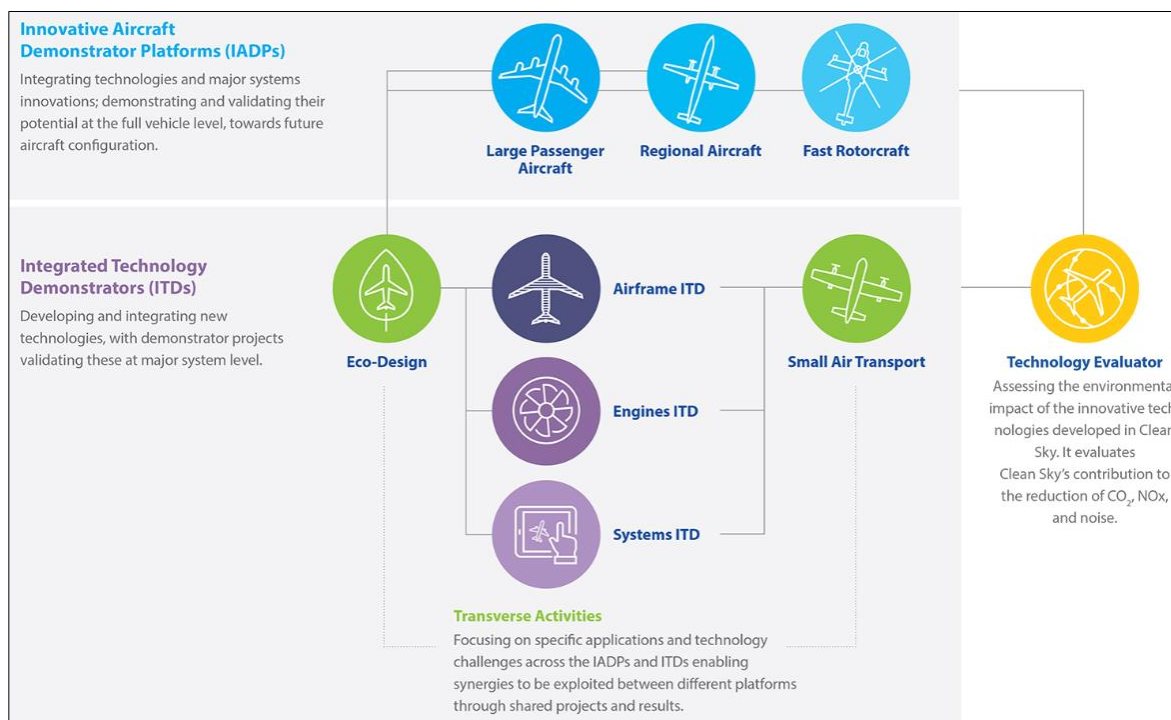 Innovative Aircraft
Demonstrator Platforms (IADPs)
Integrating technologies and major systems
innovations; demonstrating and validating their
potential at the full vehicle level, towards future
aircraft configuration.
Large Passenger
Aircraft
Regional Aircraft
Fast Rotorcraft
Integrated Technology
Demonstrators (ITDs)
Developing and integrating new
technologies, with demonstrator projects
validating these at major system level.
Eco-Design
Airframe ITD
Engines ITD
Systems ITD
Small Air Transport
Technology Evaluator
Assessing the environmenta
impact of the innovative tech
nologies developed in Clean
Sky. It evaluates
Clean Sky's contribution to
the reduction of CO₂, NOx,
and noise.
Transverse Activities
Focusing on specific applications and technology
challenges across the IADPs and ITDs enabling
synergies to be exploited between different platforms
through shared projects and results.